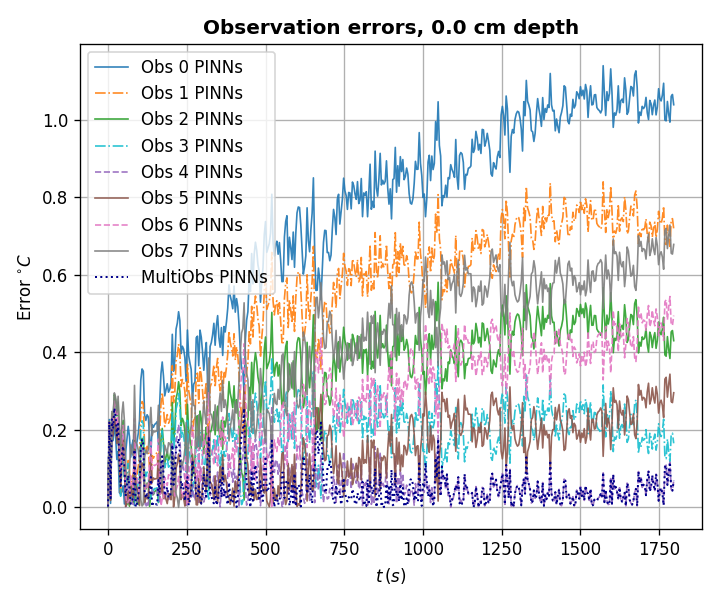 Observation errors, 0.0 cm depth
Obs 0 PINNs
Obs 1 PINNs
Obs 2 PINNs
Obs 3 PINNs
Obs 4 PINNs
Obs 5 PINNs
Obs 6 PINNs
Obs 7 PINNs
MultiObs PINNs
Error °C
1.0
0.8
0.6
0.4
0.2
0.0
0 250 500 750 1000 1250 1500 1750
t (s)